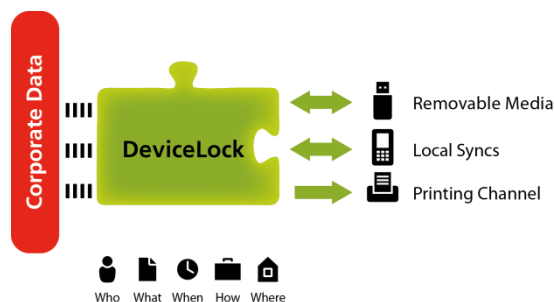 Corporate Data
DeviceLock
Removable Media
Local Syncs
Printing Channel
Who What When How Where